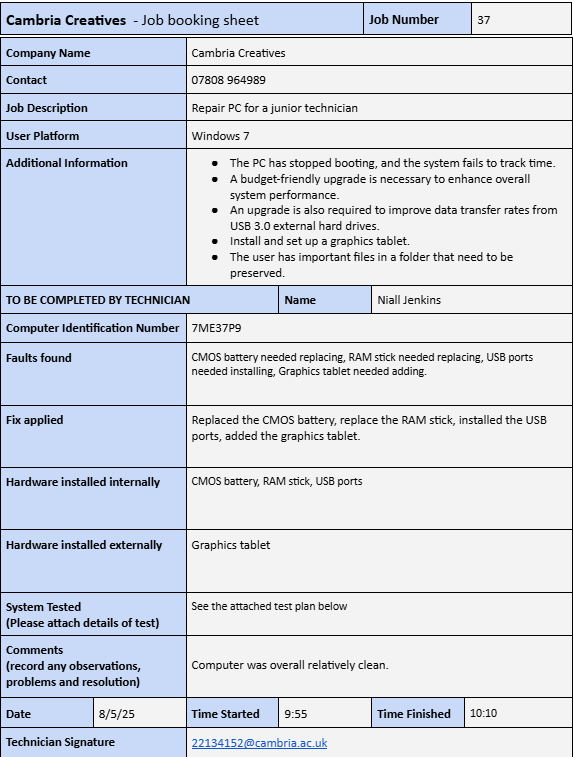 Cambria Creatives - Job booking sheet Job Number 37
Company Name Cambria Creatives
Contact 07808 964989
Job Description Repair PC for a junior technician
User Platform Windows 7
Additional Information
● The PC has stopped booting, and the system fails to track time.
● A budget-friendly upgrade is necessary to enhance overall
system performance.
● An upgrade is also required to improve data transfer rates from
USB 3.0 external hard drives.
● Install and set up a graphics tablet.
● The user has important files in a folder that need to be
preserved.
TO BE COMPLETED BY TECHNICIAN Name Niall Jenkins
Computer Identification Number 7ME37P9
Faults found
CMOS battery needed replacing, RAM stick needed replacing, USB ports
needed installing, Graphics tablet needed adding.
Fix applied
Replaced the CMOS battery, replace the RAM stick, installed the USB
ports, added the graphics tablet.
Hardware installed internally CMOS battery, RAM stick, USB ports
Hardware installed externally Graphics tablet
System Tested
(Please attach details of test)
See the attached test plan below
Comments
(record any observations,
problems and resolution)
Computer was overall relatively clean.
Date 8/5/25 Time Started 9:55 Time Finished 10:10
Technician Signature 22134152@cambria.ac.uk